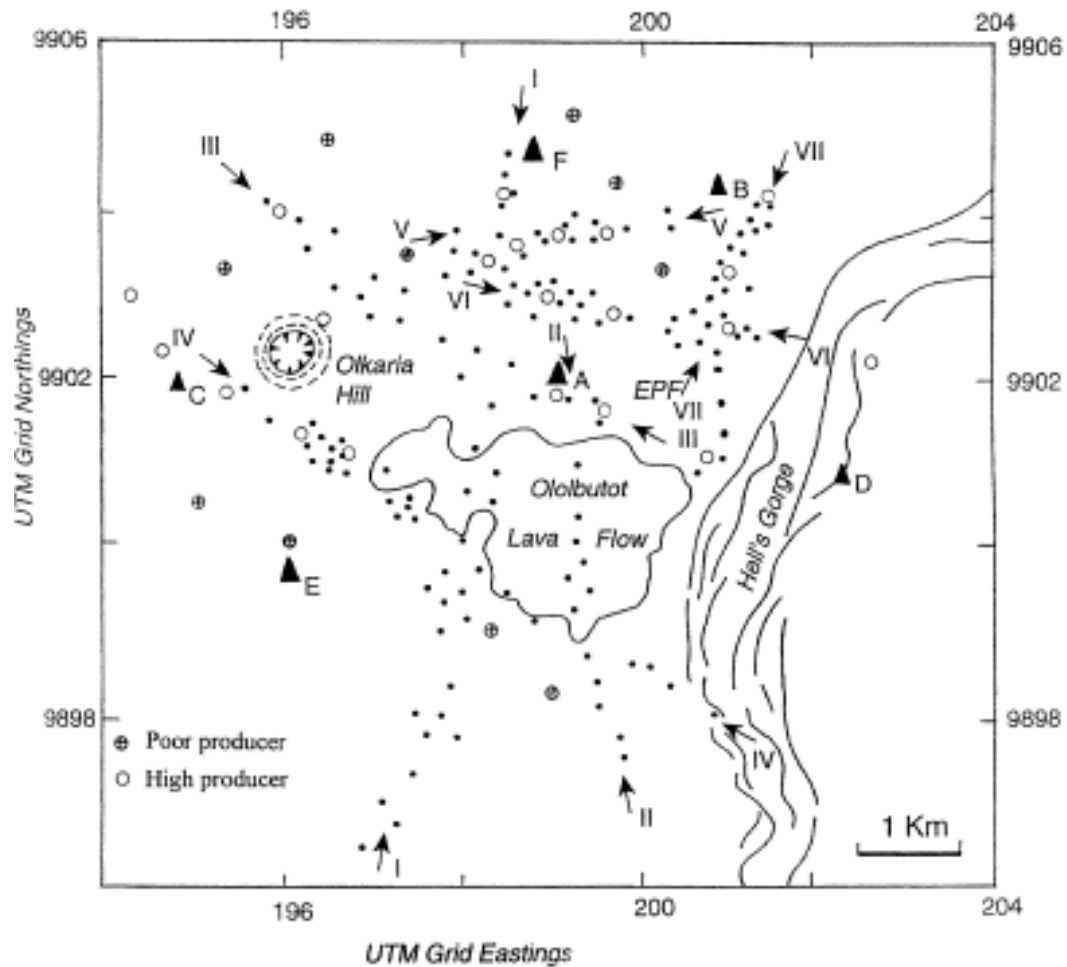 196 200 204
9906 9906
I
III F VII
B
V V
VI
II
IV Olkaria VI
9902 Hill A EPF 9902
C VII
III
Ololbutot D
Lava Flow
Hell's Gorge
E
UTM Grid Northings
9898 9898
Poor producer IV
High producer
II
1 Km
I
196 200 204
UTM Grid Eastings